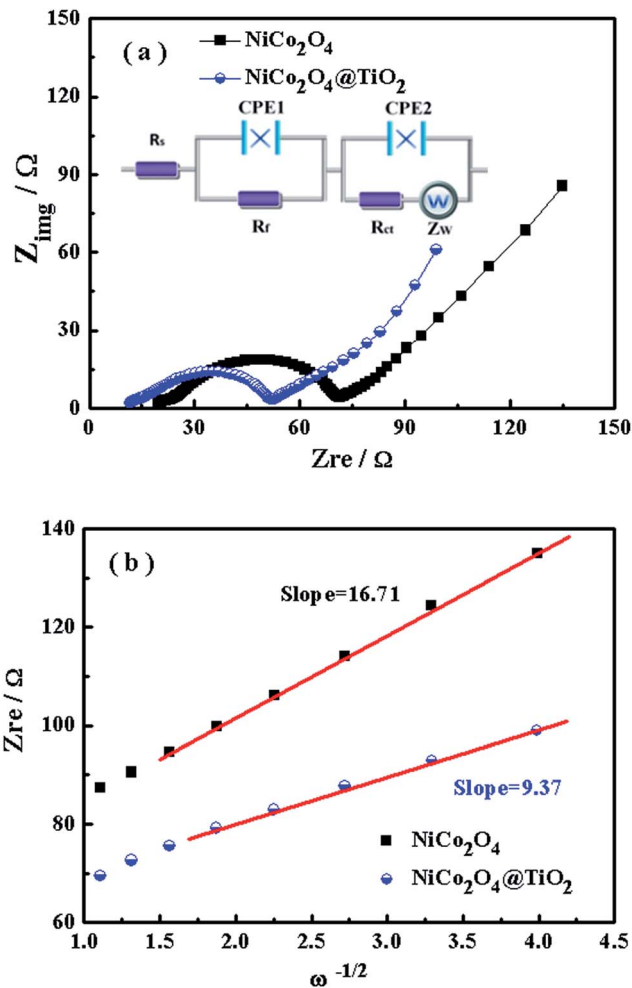 ( a )
NiCo₂O₄
NiCo₂O₄@TiO₂
CPE1
CPE2
Rs
Rf
Rct
Zw
W
Zimg / Ω
150
120
90
60
30
0
0 30 60 90 120 150
Zre / Ω
( b )
Slope=16.71
Slope=9.37
NiCo₂O₄
NiCo₂O₄@TiO₂
Zre / Ω
140
120
100
80
60
1.0 1.5 2.0 2.5 3.0 3.5 4.0 4.5
ω -1/2